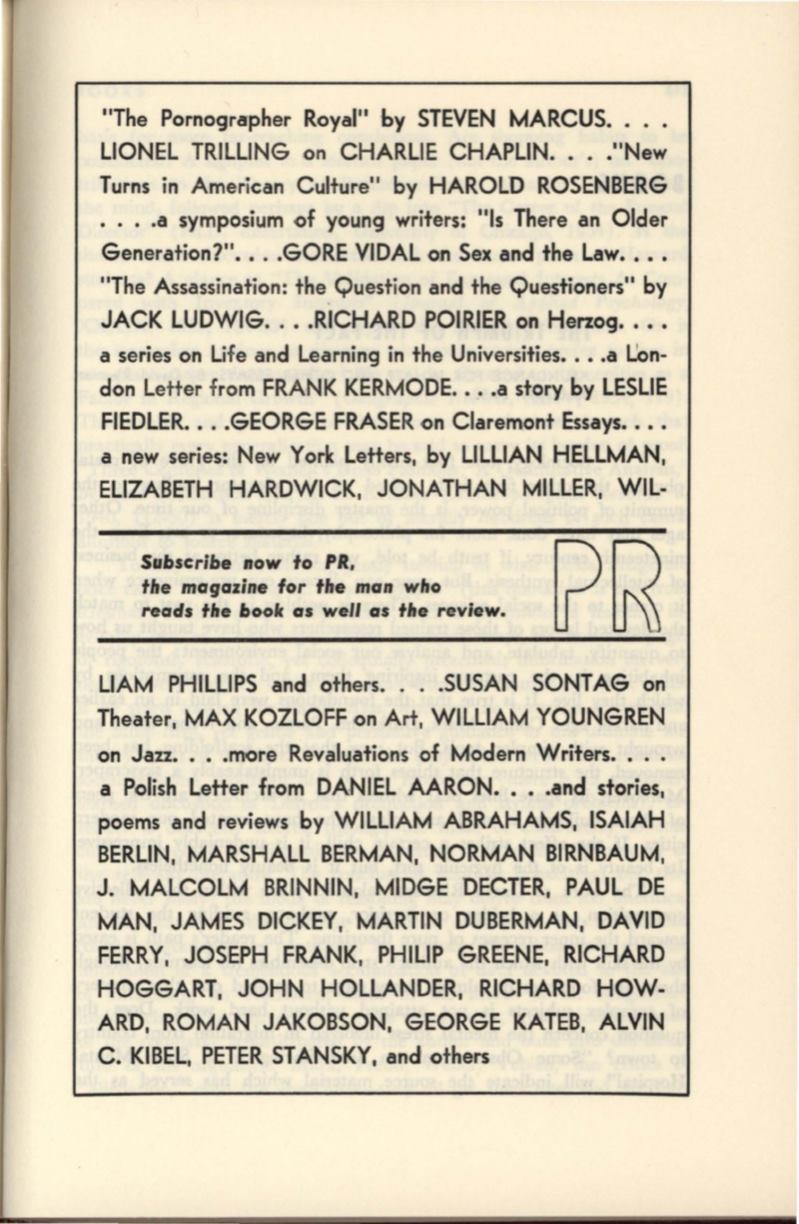 "The Pornographer Royal" by STEVEN MARCUS. . . .
LIONEL TRILLING on CHARLIE CHAPLIN. . . ."New
Turns in American Culture" by HAROLD ROSENBERG
. . . .a symposium of young writers: "Is There an Older
Generation?". . . .GORE VIDAL on Sex and the Law. . . .
"The Assassination: the Question and the Questioners" by
JACK LUDWIG. . . .RICHARD POIRIER on Herzog. . . .
a series on Life and Learning in the Universities. . . .a Lon-
don Letter from FRANK KERMODE. . . .a story by LESLIE
FIEDLER. . . .GEORGE FRASER on Claremont Essays. . . .
a new series: New York Letters, by LILLIAN HELLMAN,
ELIZABETH HARDWICK, JONATHAN MILLER, WIL-
Subscribe now to PR,
the magazine for the man who
reads the book as well as the review.
PR
LIAM PHILLIPS and others. . . .SUSAN SONTAG on
Theater, MAX KOZLOFF on Art, WILLIAM YOUNGREN
on Jazz. . . .more Revaluations of Modern Writers. . . .
a Polish Letter from DANIEL AARON. . . .and stories,
poems and reviews by WILLIAM ABRAHAMS, ISAIAH
BERLIN, MARSHALL BERMAN, NORMAN BIRNBAUM,
J. MALCOLM BRINNIN, MIDGE DECTER, PAUL DE
MAN, JAMES DICKEY, MARTIN DUBERMAN, DAVID
FERRY, JOSEPH FRANK, PHILIP GREENE, RICHARD
HOGGART, JOHN HOLLANDER, RICHARD HOW-
ARD, ROMAN JAKOBSON, GEORGE KATEB, ALVIN
C. KIBEL, PETER STANSKY, and others